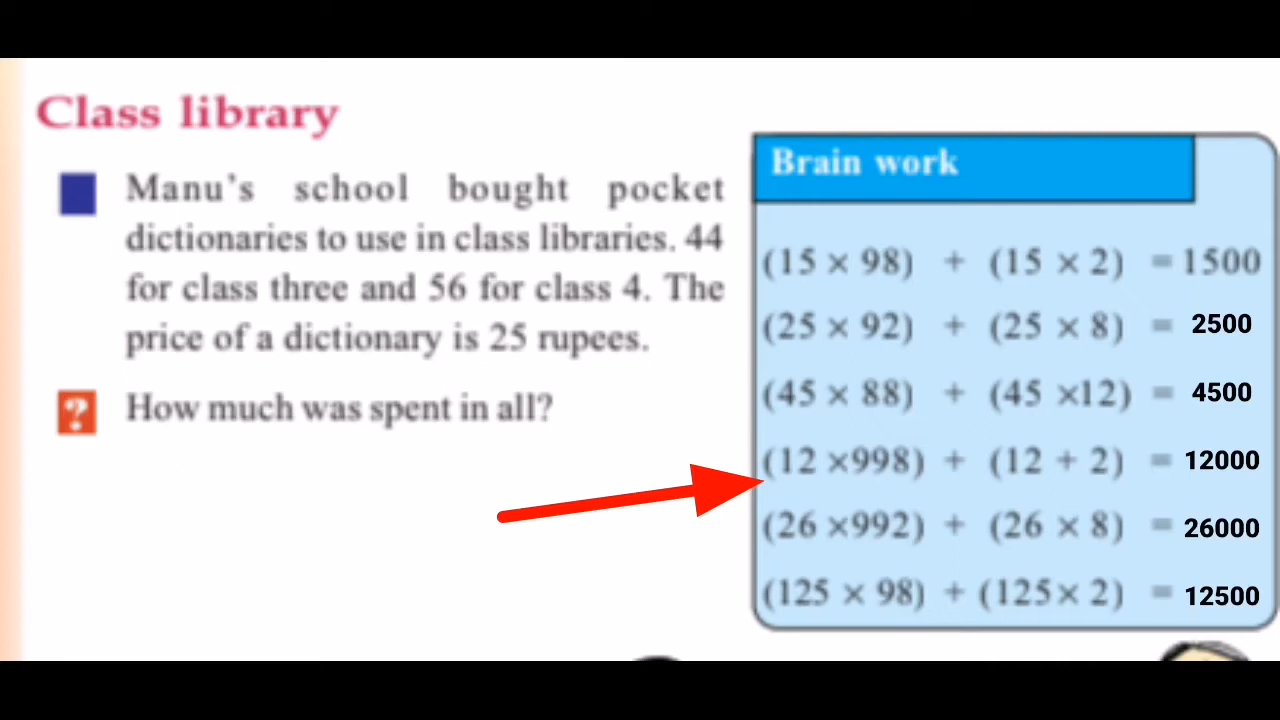 Class library
Manu's school bought pocket
dictionaries to use in class libraries. 44
for class three and 56 for class 4. The
price of a dictionary is 25 rupees.
? How much was spent in all?
Brain work
(15 × 98) + (15 × 2) = 1500
(25 × 92) + (25 × 8) = 2500
(45 × 88) + (45 ×12) = 4500
(12 ×998) + (12 + 2) = 12000
(26 ×992) + (26 × 8) = 26000
(125 × 98) + (125× 2) = 12500